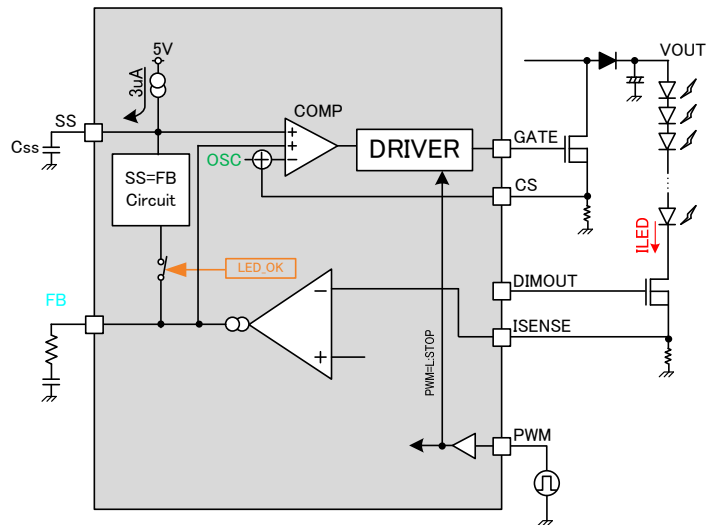 5V
3uA
SS
Css
COMP
VOUT
GATE
DRIVER
OSC
CS
SS=FB
Circuit
ILED
LED_OK
FB
DIMOUT
ISENSE
PWM=L:STOP
PWM